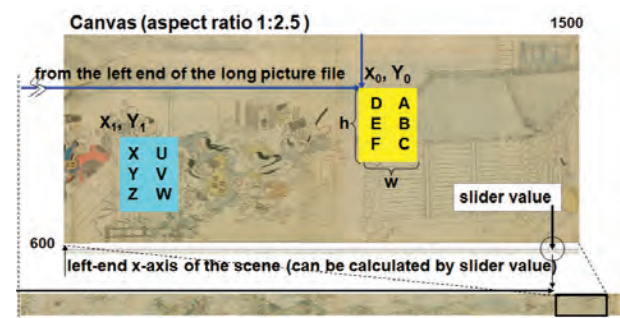 Canvas (aspect ratio 1:2.5 )
1500
from the left end of the long picture file
X0, Y0
D A
E B
F C
h
w
X1, Y1
X U
Y V
Z W
slider value
600
left-end x-axis of the scene (can be calculated by slider value)